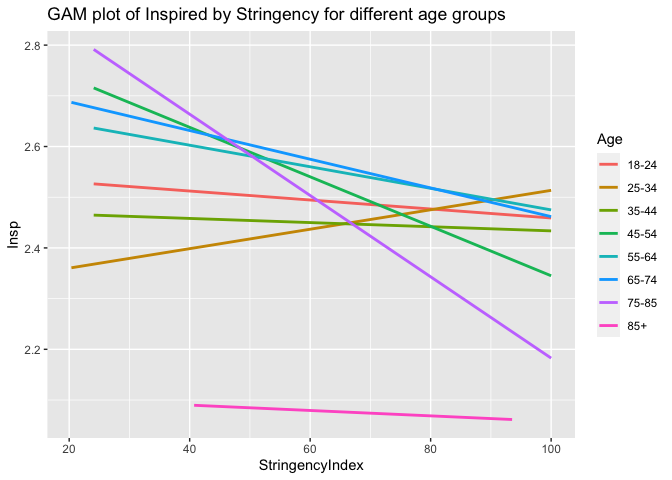 GAM plot of Inspired by Stringency for different age groups
2.8
2.6
2.4
2.2
Insp
20 40 60 80 100
StringencyIndex
Age
18-24
25-34
35-44
45-54
55-64
65-74
75-85
85+